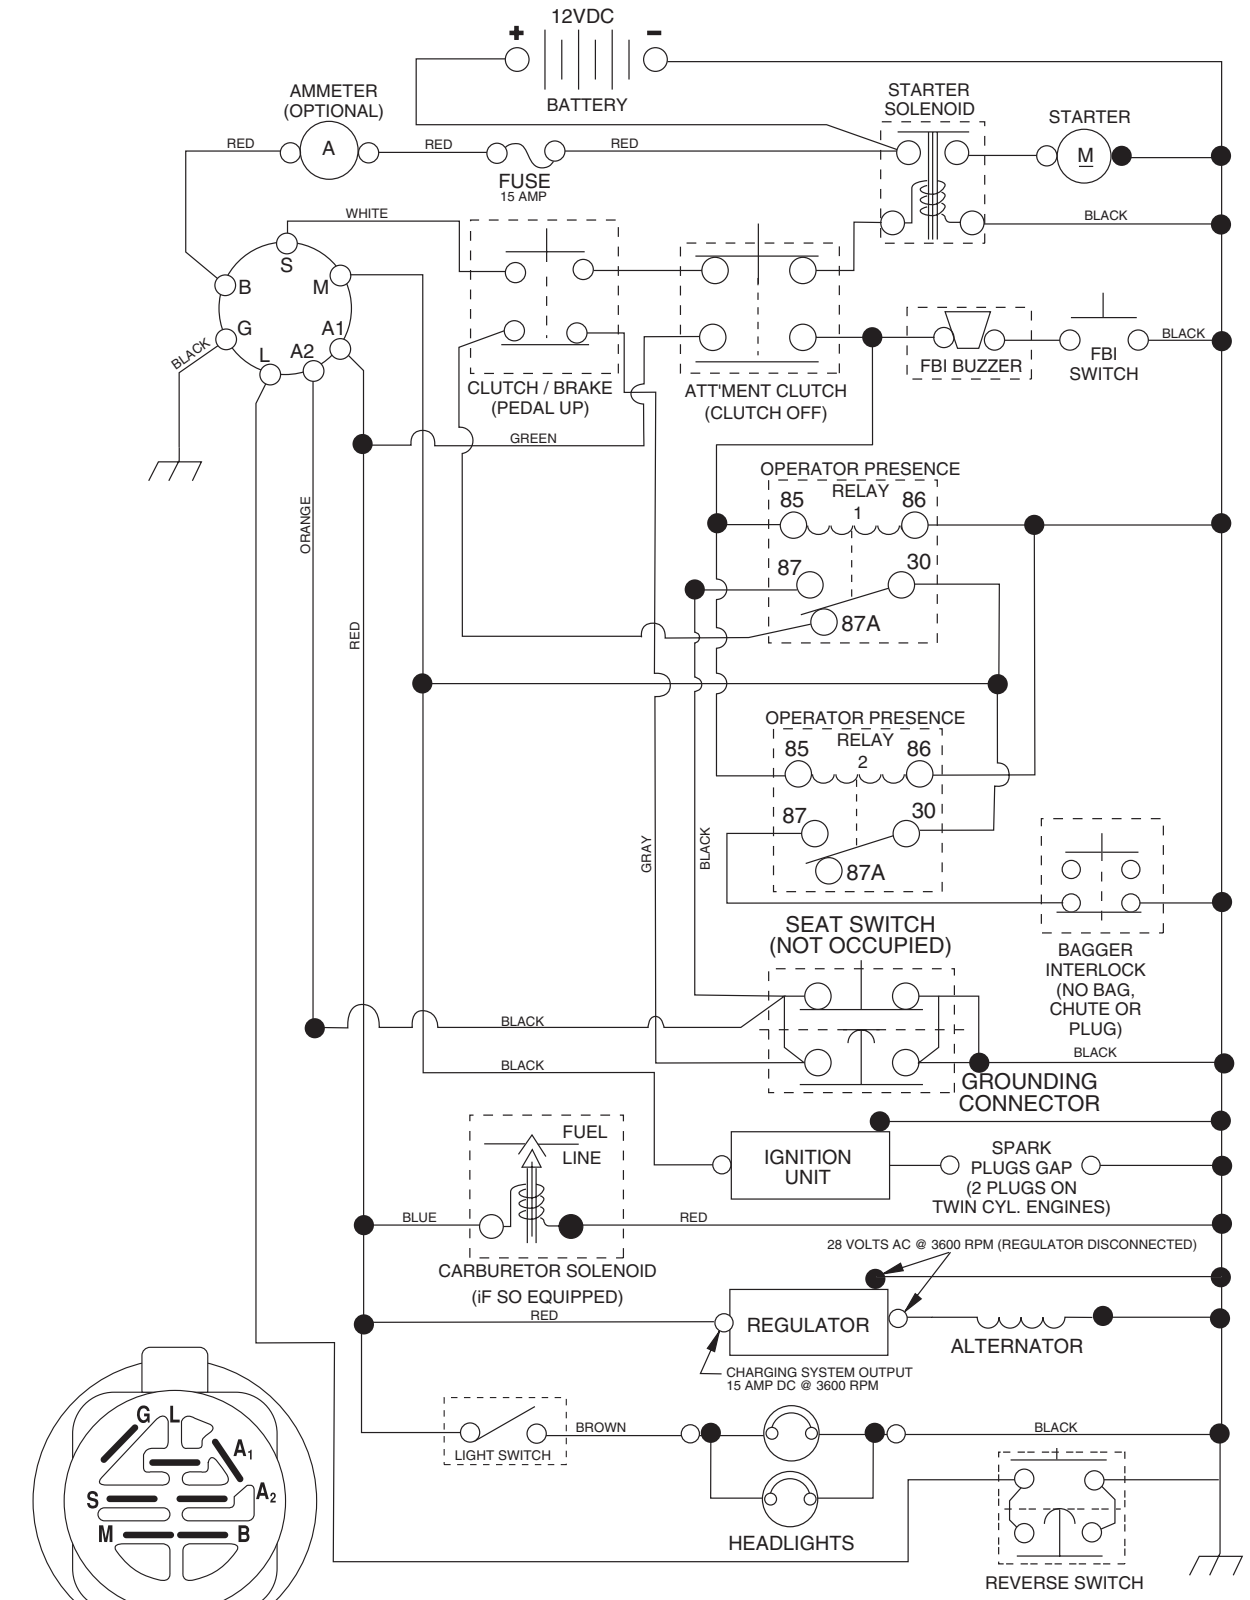 12VDC
+
–
BATTERY
AMMETER
(OPTIONAL)
STARTER
SOLENOID
STARTER
RED
A
RED
RED
M
FUSE
15 AMP
WHITE
BLACK
S
B
M
G
A1
L
A2
BLACK
BLACK
FBI BUZZER
FBI
SWITCH
CLUTCH / BRAKE
(PEDAL UP)
ATT'MENT CLUTCH
(CLUTCH OFF)
GREEN
ORANGE
RED
OPERATOR PRESENCE
RELAY
1
85
86
87
30
87A
OPERATOR PRESENCE
RELAY
2
85
86
87
30
87A
GRAY
BLACK
SEAT SWITCH
(NOT OCCUPIED)
BAGGER
INTERLOCK
(NO BAG,
CHUTE OR
PLUG)
BLACK
BLACK
BLACK
GROUNDING
CONNECTOR
FUEL
LINE
IGNITION
UNIT
SPARK
PLUGS GAP
(2 PLUGS ON
TWIN CYL. ENGINES)
BLUE
RED
CARBURETOR SOLENOID
(iF SO EQUIPPED)
28 VOLTS AC @ 3600 RPM (REGULATOR DISCONNECTED)
RED
REGULATOR
ALTERNATOR
CHARGING SYSTEM OUTPUT
15 AMP DC @ 3600 RPM
LIGHT SWITCH
BROWN
BLACK
HEADLIGHTS
REVERSE SWITCH
G
L
A1
S
A2
M
B